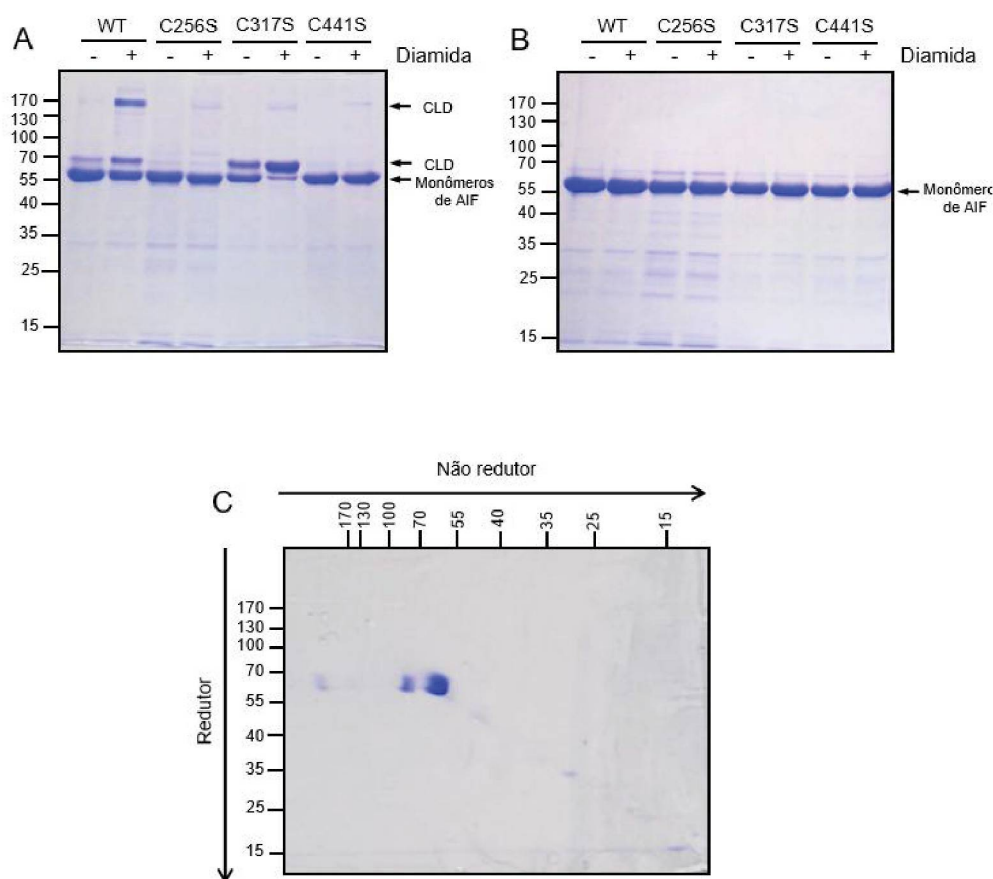 A
WT C256S C317S C441S
- + - + - + - + Diamida
170
130
100
70
55
40
35
25
15
CLD
CLD
Monômeros
de AIF
B
WT C256S C317S C441S
- + - + - + - + Diamida
170
130
100
70
55
40
35
25
15
Monômero
de AIF
Não redutor
C
170 130 100 70 55 40 35 25 15
Redutor
170
130
100
70
55
40
35
25
15